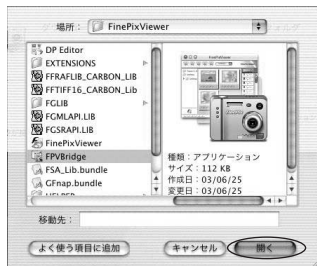 場所： FinePixViewer
DP Editor
EXTENSIONS
FFRAFLIB_CARBON_LIB
FFTIFF16_CARBON_Lib
FGLIB
FGMLAPI.LIB
FGSRAPI.LIB
FinePixViewer
FPVBridge
FSA_Lib.bundle
GFnap.bundle
種類：アプリケーション
サイズ：112 KB
作成日：03/06/25
変更日：03/06/25
移動先：
よく使う項目に追加
キャンセル
開く